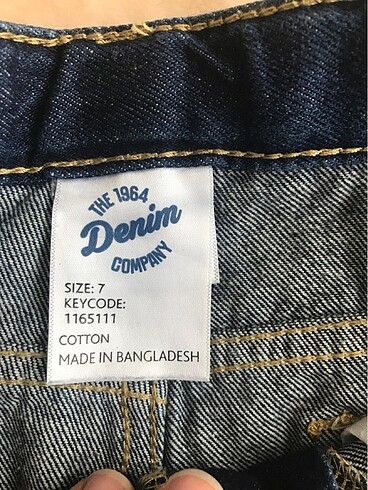 THE 1964
Denim
COMPANY
SIZE: 7
KEYCODE:
1165111
COTTON
MADE IN BANGLADESH